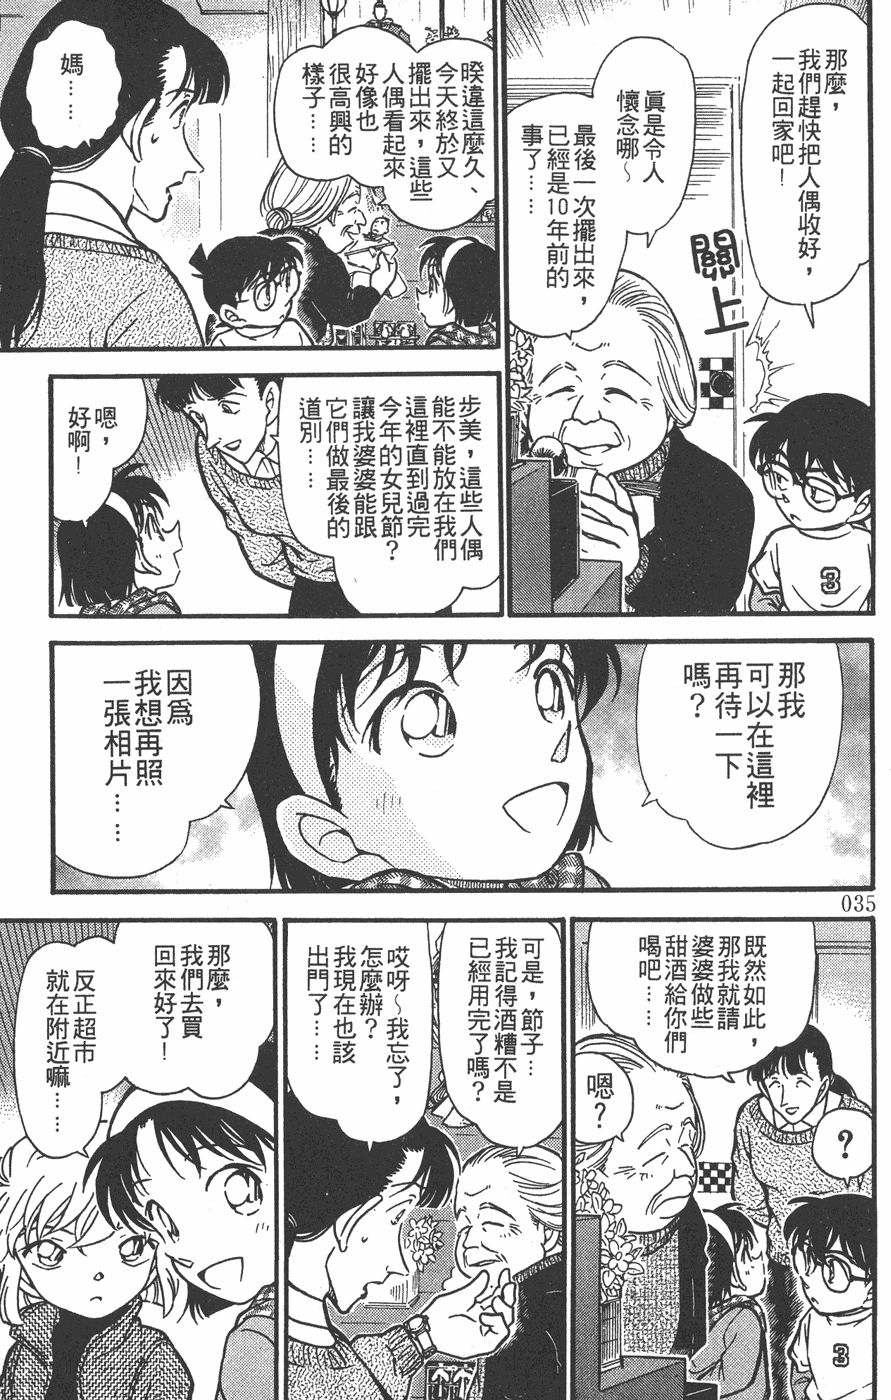 那麼，
我們趕快把人偶收好，
一起回家吧！
關上
真是令人
懷念哪～
最後一次擺出來，
已經是10年前的
事了……
暌違這麼久、
今天終於又
擺出來，這些
人偶看起來
好像也
很高興的
樣子……
媽……
步美，這些人偶
能不能放在我們
這裡直到過完
今年的女兒節？
讓我婆婆能跟
它們做最後的
道別……
嗯，
好啊！
3
那我
可以在這裡
再待一下
嗎？
因為
我想再照
一張相片……
035
既然如此，
那我就請
婆婆做些
甜酒給你們
喝吧……
？
嗯？
3
可是，節子…
我記得酒糟不是
已經用完了嗎？
哎呀～我忘了，
怎麼辦？
我現在也該
出門了……
那麼，
我們去買
回來好了！
反正超市
就在附近嘛……